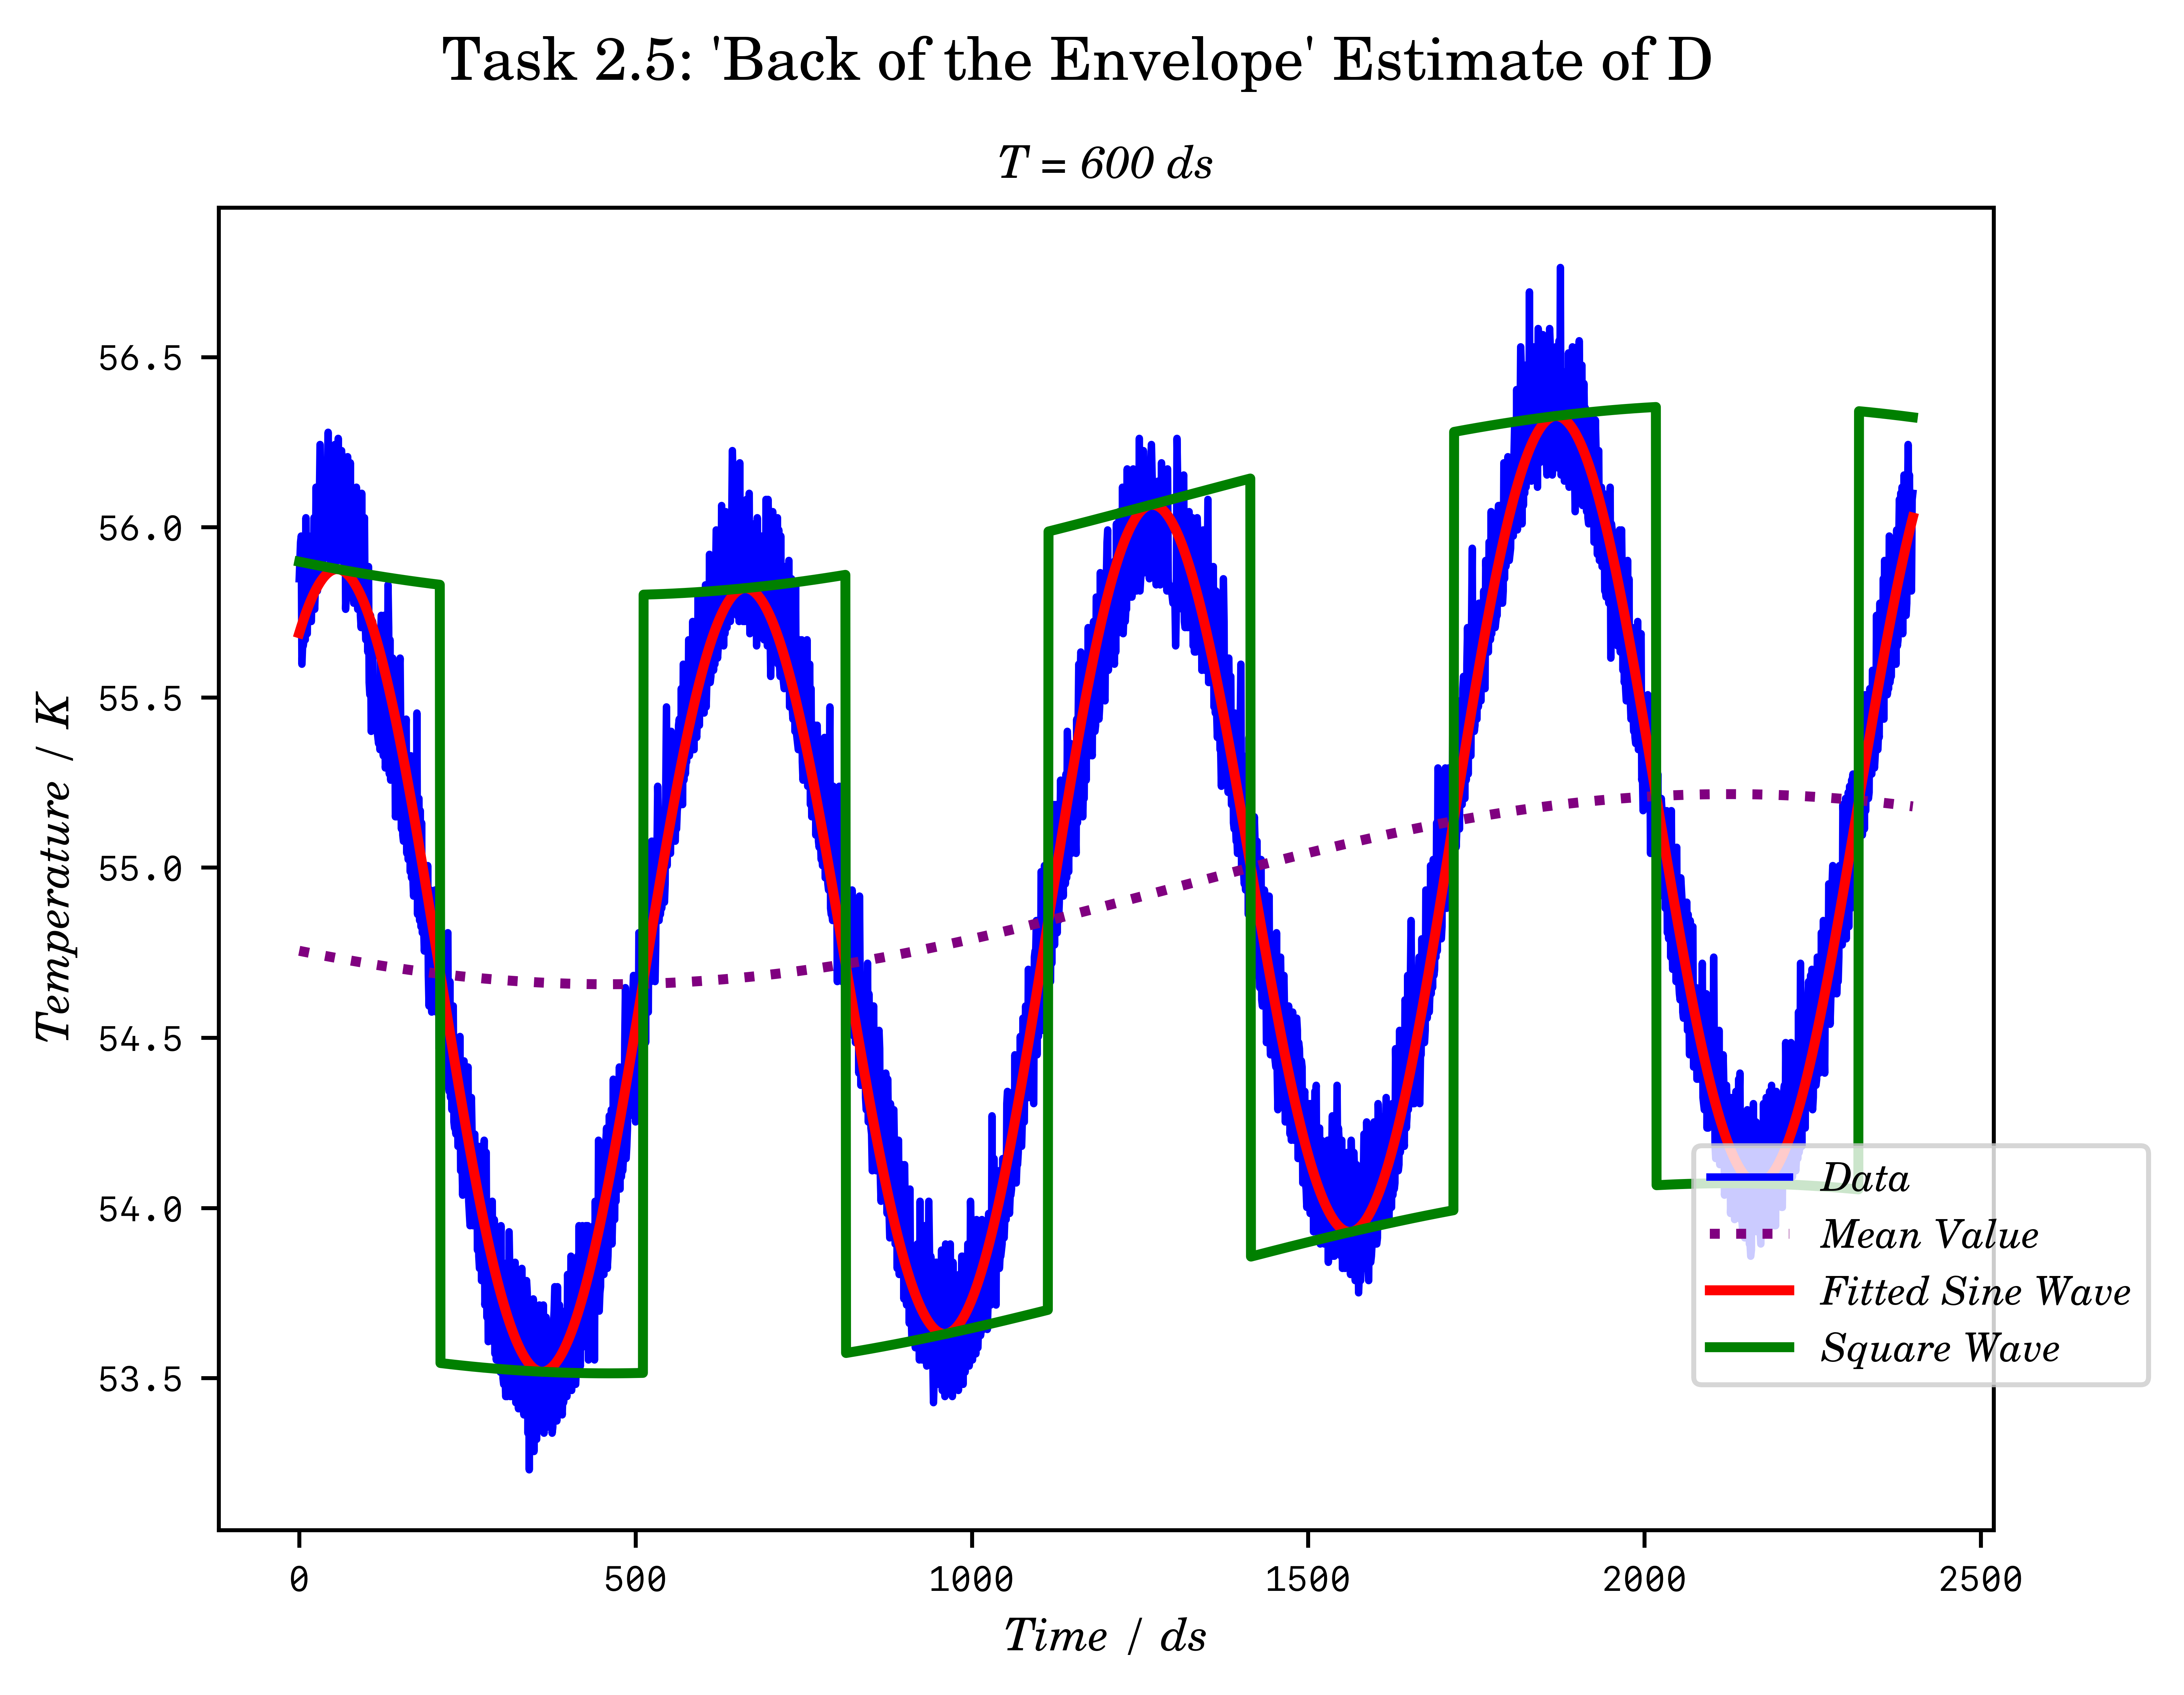 Task 2.5: 'Back of the Envelope' Estimate of D
T = 600 ds
Temperature / K
56.5
56.0
55.5
55.0
54.5
54.0
53.5
Data
Mean Value
Fitted Sine Wave
Square Wave
0 500 1000 1500 2000 2500
Time / ds